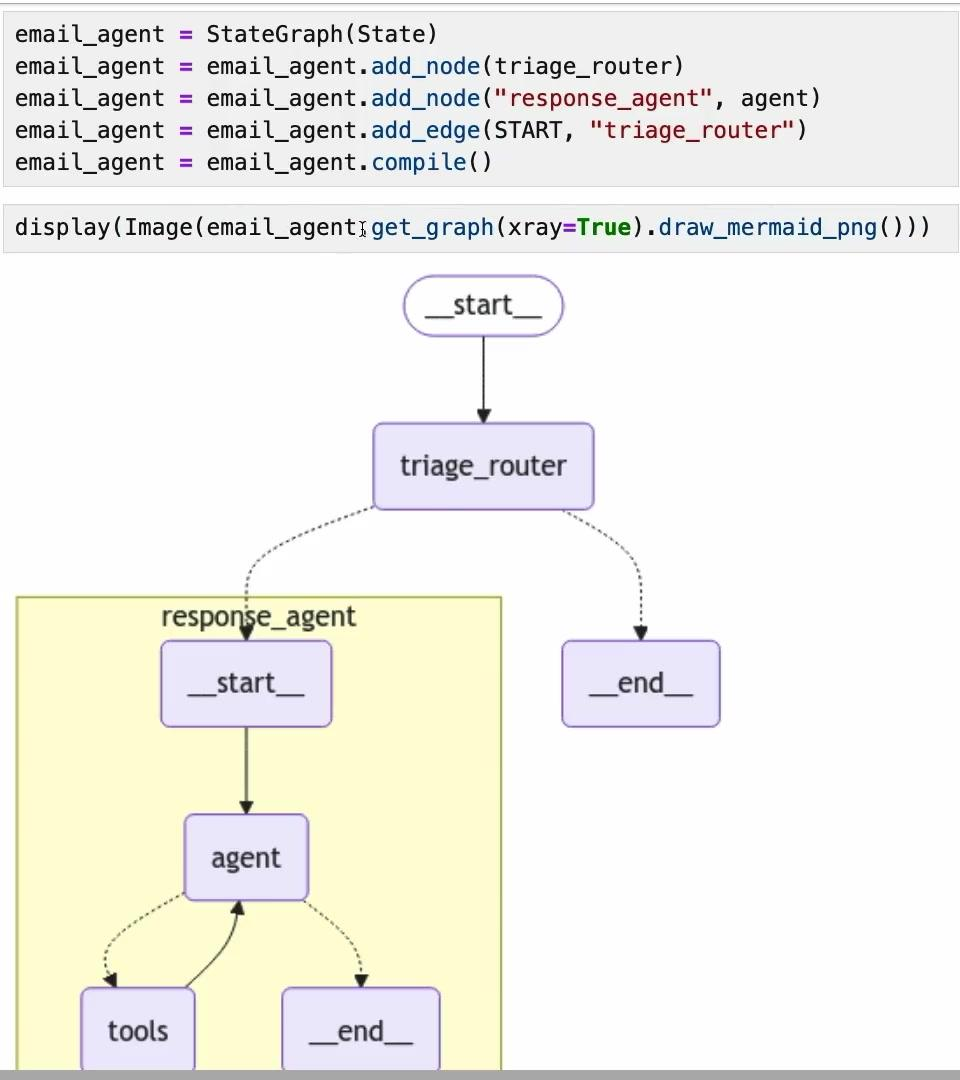 email_agent = StateGraph(State)
email_agent = email_agent.add_node(triage_router)
email_agent = email_agent.add_node("response_agent", agent)
email_agent = email_agent.add_edge(START, "triage_router")
email_agent = email_agent.compile()
display(Image(email_agent.get_graph(xray=True).draw_mermaid_png()))
__start__
triage_router
response_agent
__start__
__end__
agent
tools
__end__